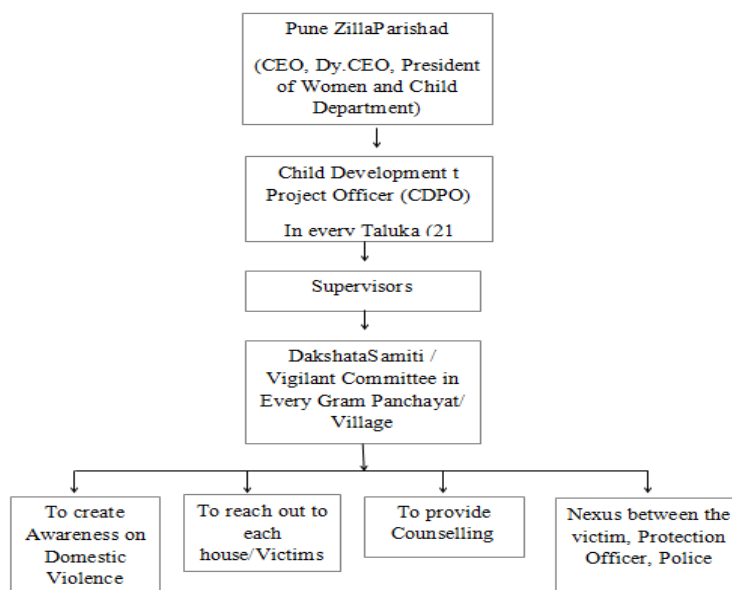 Pune ZillaParishad
(CEO, Dy.CEO, President
of Women and Child
Department)
Child Development t
Project Officer (CDPO)
In every Taluka (21
Supervisors
DakshataSamiti /
Vigilant Committee in
Every Gram Panchayat/
Village
To create
Awareness on
Domestic
Violence
To reach out to
each
house/Victims
To provide
Counselling
Nexus between the
victim, Protection
Officer, Police